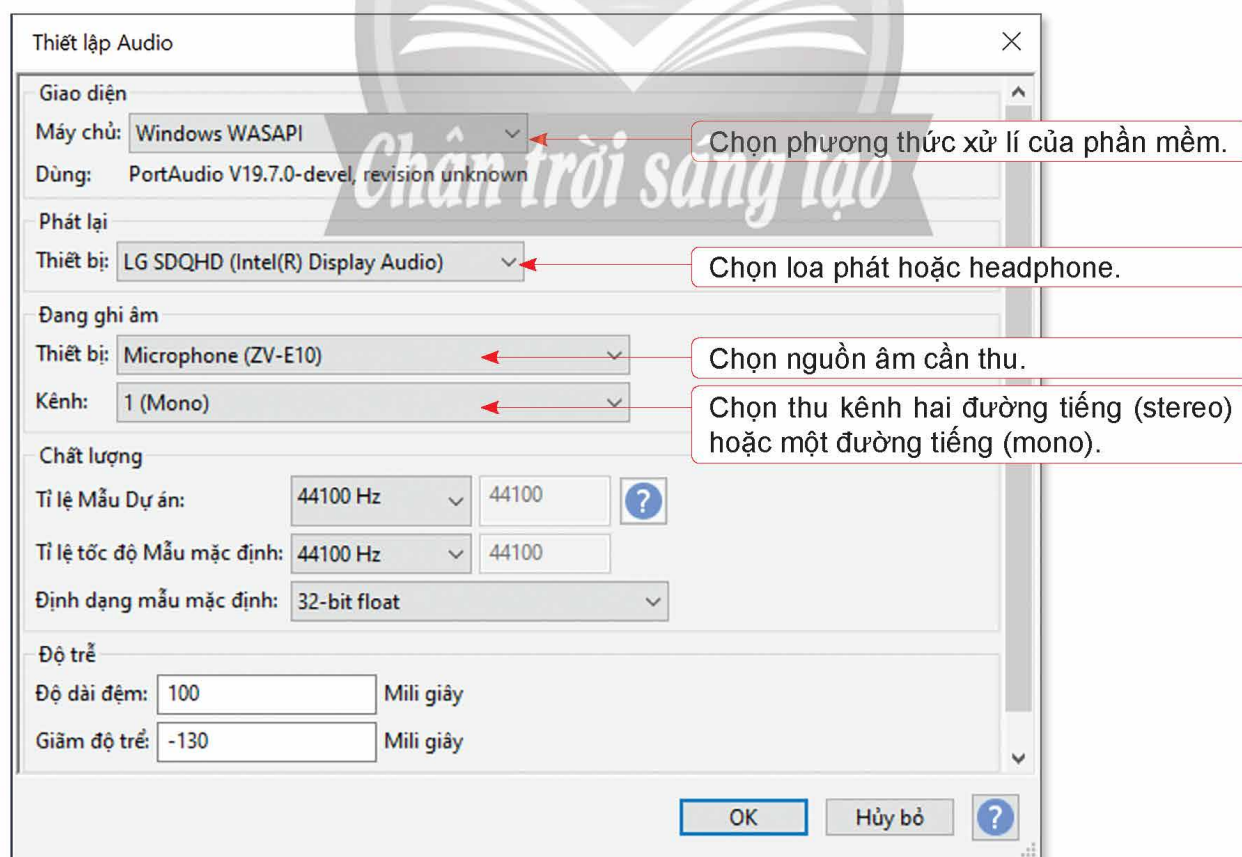 Thiết lập Audio
Giao diện
Máy chủ: Windows WASAPI
Chọn phương thức xử lí của phần mềm.
Dùng: PortAudio V19.7.0-devel, revision unknown
Chân trời sáng tạo
Phát lại
Thiết bị: LG SDQHD (Intel(R) Display Audio)
Chọn loa phát hoặc headphone.
Đang ghi âm
Thiết bị: Microphone (ZV-E10)
Chọn nguồn âm cần thu.
Kênh: 1 (Mono)
Chọn thu kênh hai đường tiếng (stereo)
hoặc một đường tiếng (mono).
Chất lượng
Tỉ lệ Mẫu Dự án: 44100 Hz 44100 ?
Tỉ lệ tốc độ Mẫu mặc định: 44100 Hz 44100
Định dạng mẫu mặc định: 32-bit float
Độ trễ
Độ dài đệm: 100 Mili giây
Giãm độ trể: -130 Mili giây
OK Hủy bỏ ?